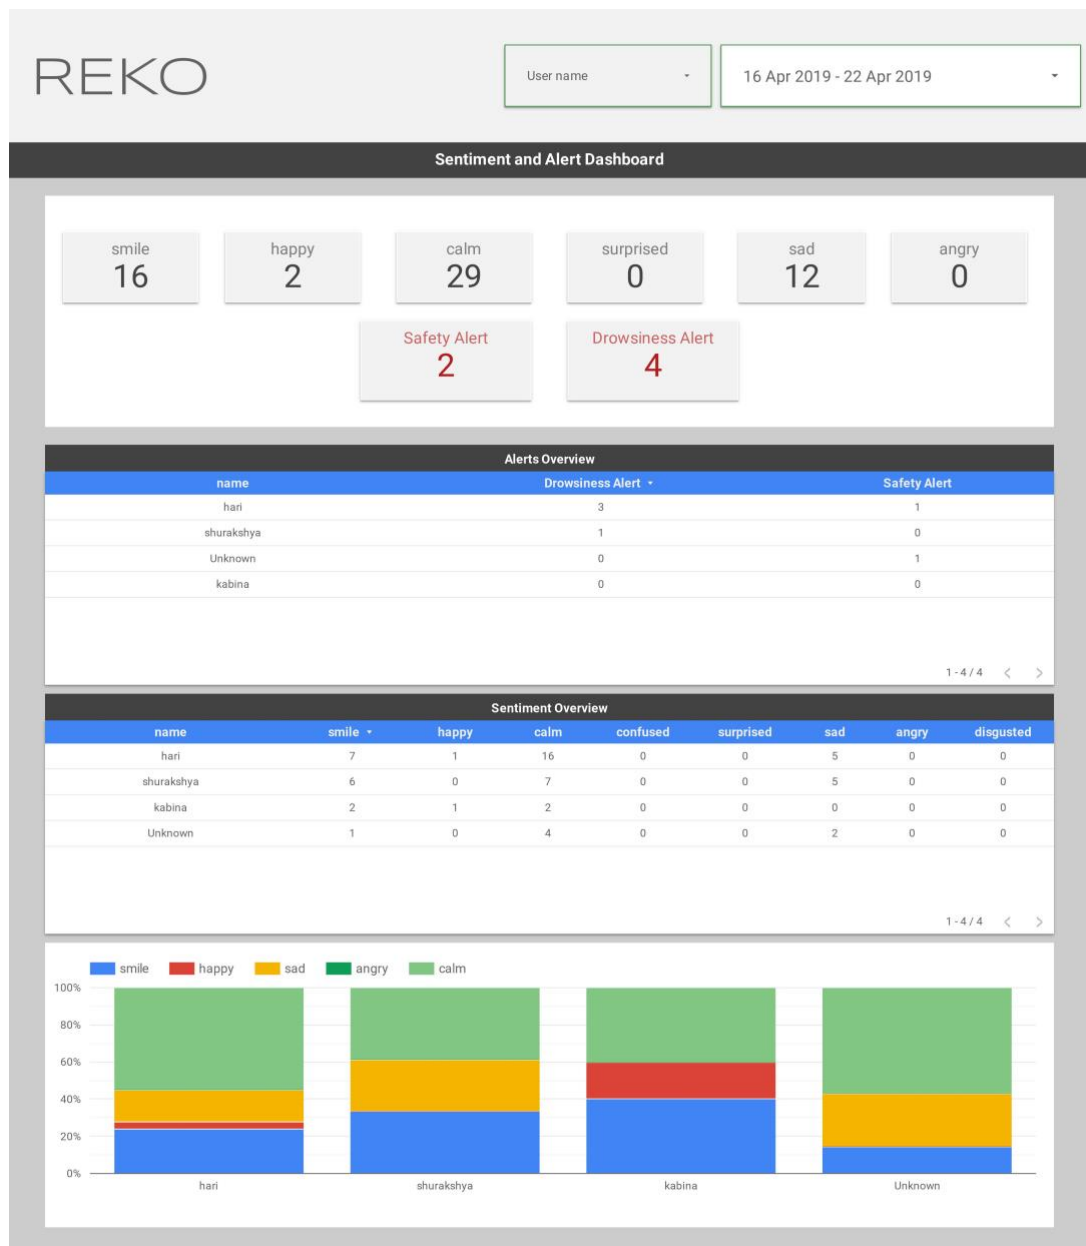 REKO
User name
16 Apr 2019 - 22 Apr 2019
Sentiment and Alert Dashboard
smile happy calm surprised sad angry
16 2 29 0 12 0
Safety Alert Drowsiness Alert
2 4
Alerts Overview
name Drowsiness Alert Safety Alert
hari 3 1
shurakshya 1 0
Unknown 0 1
kabina 0 0
1 - 4 / 4 < >
Sentiment Overview
name smile happy calm confused surprised sad angry disgusted
hari 7 1 16 0 0 5 0 0
shurakshya 6 0 7 0 0 5 0 0
kabina 2 1 2 0 0 0 0 0
Unknown 1 0 4 0 0 2 0 0
1 - 4 / 4 < >
smile happy sad angry calm
100%
80%
60%
40%
20%
0%
hari shurakshya kabina Unknown